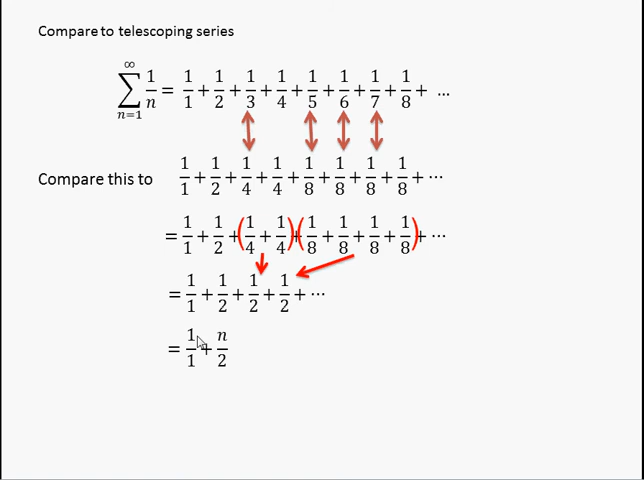 Compare to telescoping series
∑_{n=1}^{∞} 1/n = 1/1 + 1/2 + 1/3 + 1/4 + 1/5 + 1/6 + 1/7 + 1/8 + ...
Compare this to 1/1 + 1/2 + 1/4 + 1/4 + 1/8 + 1/8 + 1/8 + 1/8 + ⋯
= 1/1 + 1/2 + (1/4 + 1/4) + (1/8 + 1/8 + 1/8 + 1/8) + ⋯
= 1/1 + 1/2 + 1/2 + 1/2 + ⋯
= 1/1 + n/2